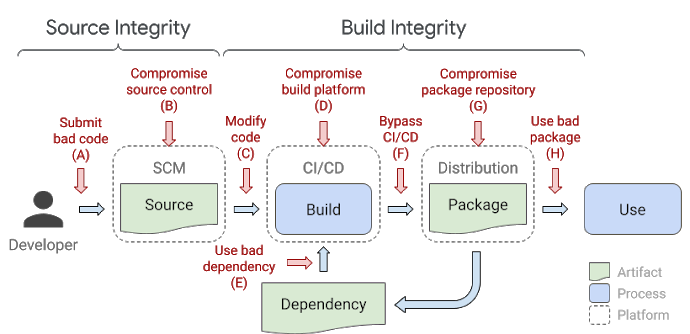 Source Integrity
Build Integrity
Submit
bad code
(A)
Compromise
source control
(B)
Modify
code
(C)
Compromise
build platform
(D)
Bypass
CI/CD
(F)
Compromise
package repository
(G)
Use bad
package
(H)
SCM
CI/CD
Distribution
Source
Build
Package
Use
Developer
Use bad
dependency
(E)
Dependency
Artifact
Process
Platform